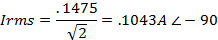 Irms = .1475/√2 = .1043A ∠ − 90